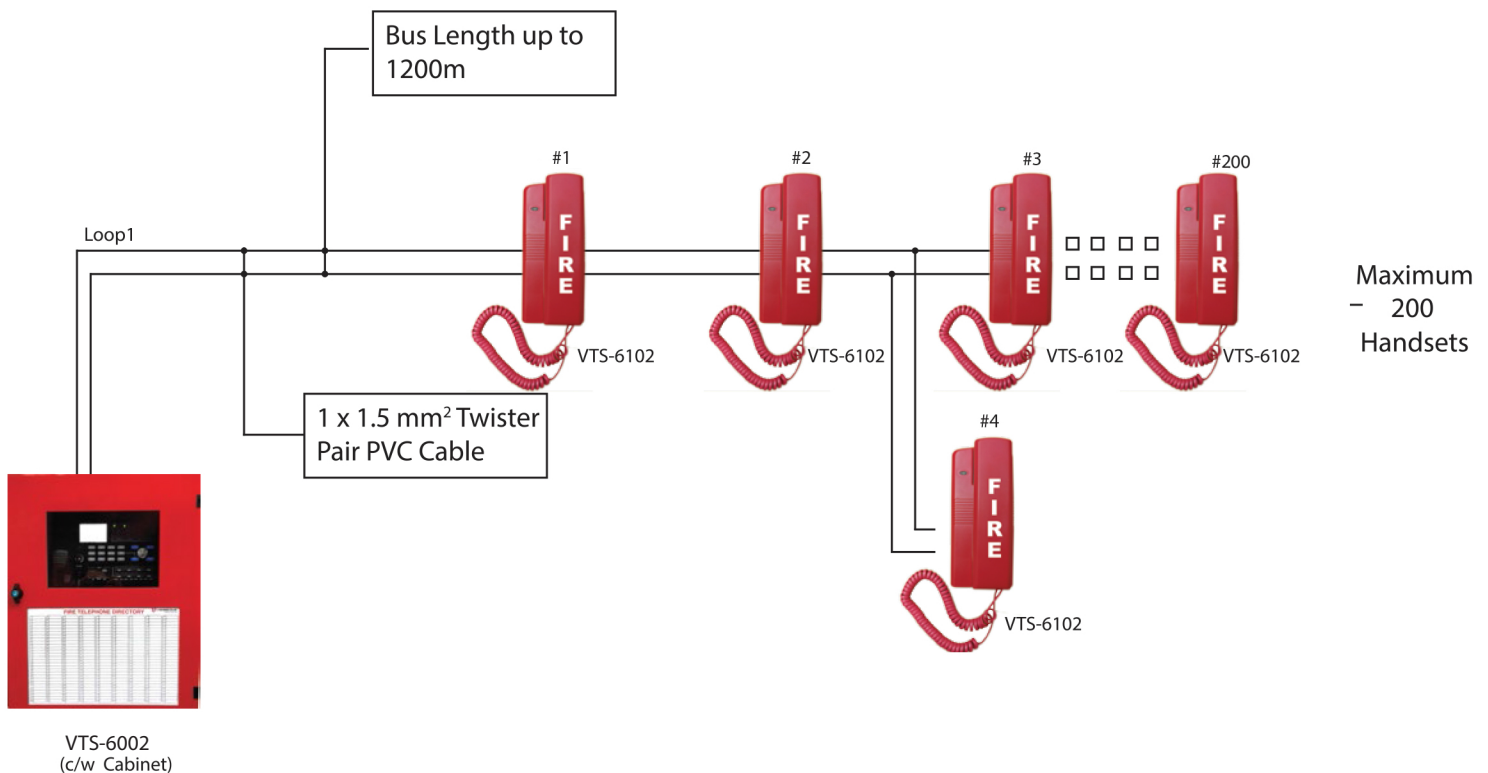 Bus Length up to
1200m
#1
#2
#3
#200
Loop1
FIRE
FIRE
FIRE
FIRE
Maximum
– 200
Handsets
VTS-6102
VTS-6102
VTS-6102
VTS-6102
1 x 1.5 mm² Twister
Pair PVC Cable
#4
FIRE
VTS-6102
FIRE TELEPHONE DIRECTORY
VTS-6002
(c/w Cabinet)